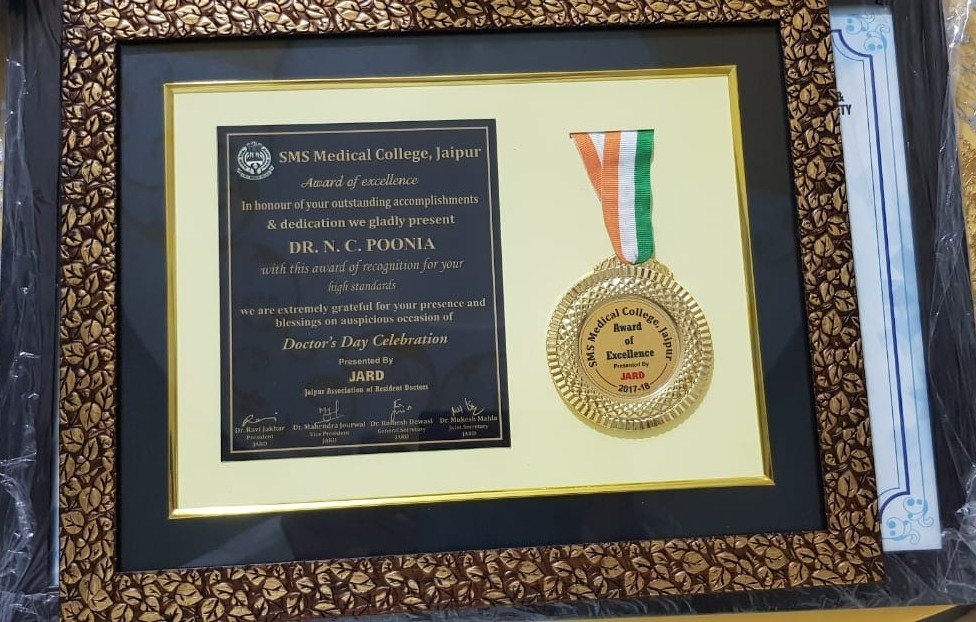 SMS Medical College, Jaipur
Award of excellence
In honour of your outstanding accomplishments
& dedication we gladly present
DR. N. C. POONIA
with this award of recognition for your
high standards
we are extremely grateful for your presence and
blessings on auspicious occasion of
Doctor's Day Celebration
Presented By
JARD
Jaipur Association of Resident Doctors
Dr. Ravi Jakhar
President
JARD
Dr. Mahendra Jourwal
Vice President
JARD
Dr. Ramesh Dewasi
General Secretary
JARD
Dr. Mukesh Mahla
Joint Secretary
JARD
SMS Medical College, Jaipur
Award
of
Excellence
Presented By
JARD
2017-18
&
TY